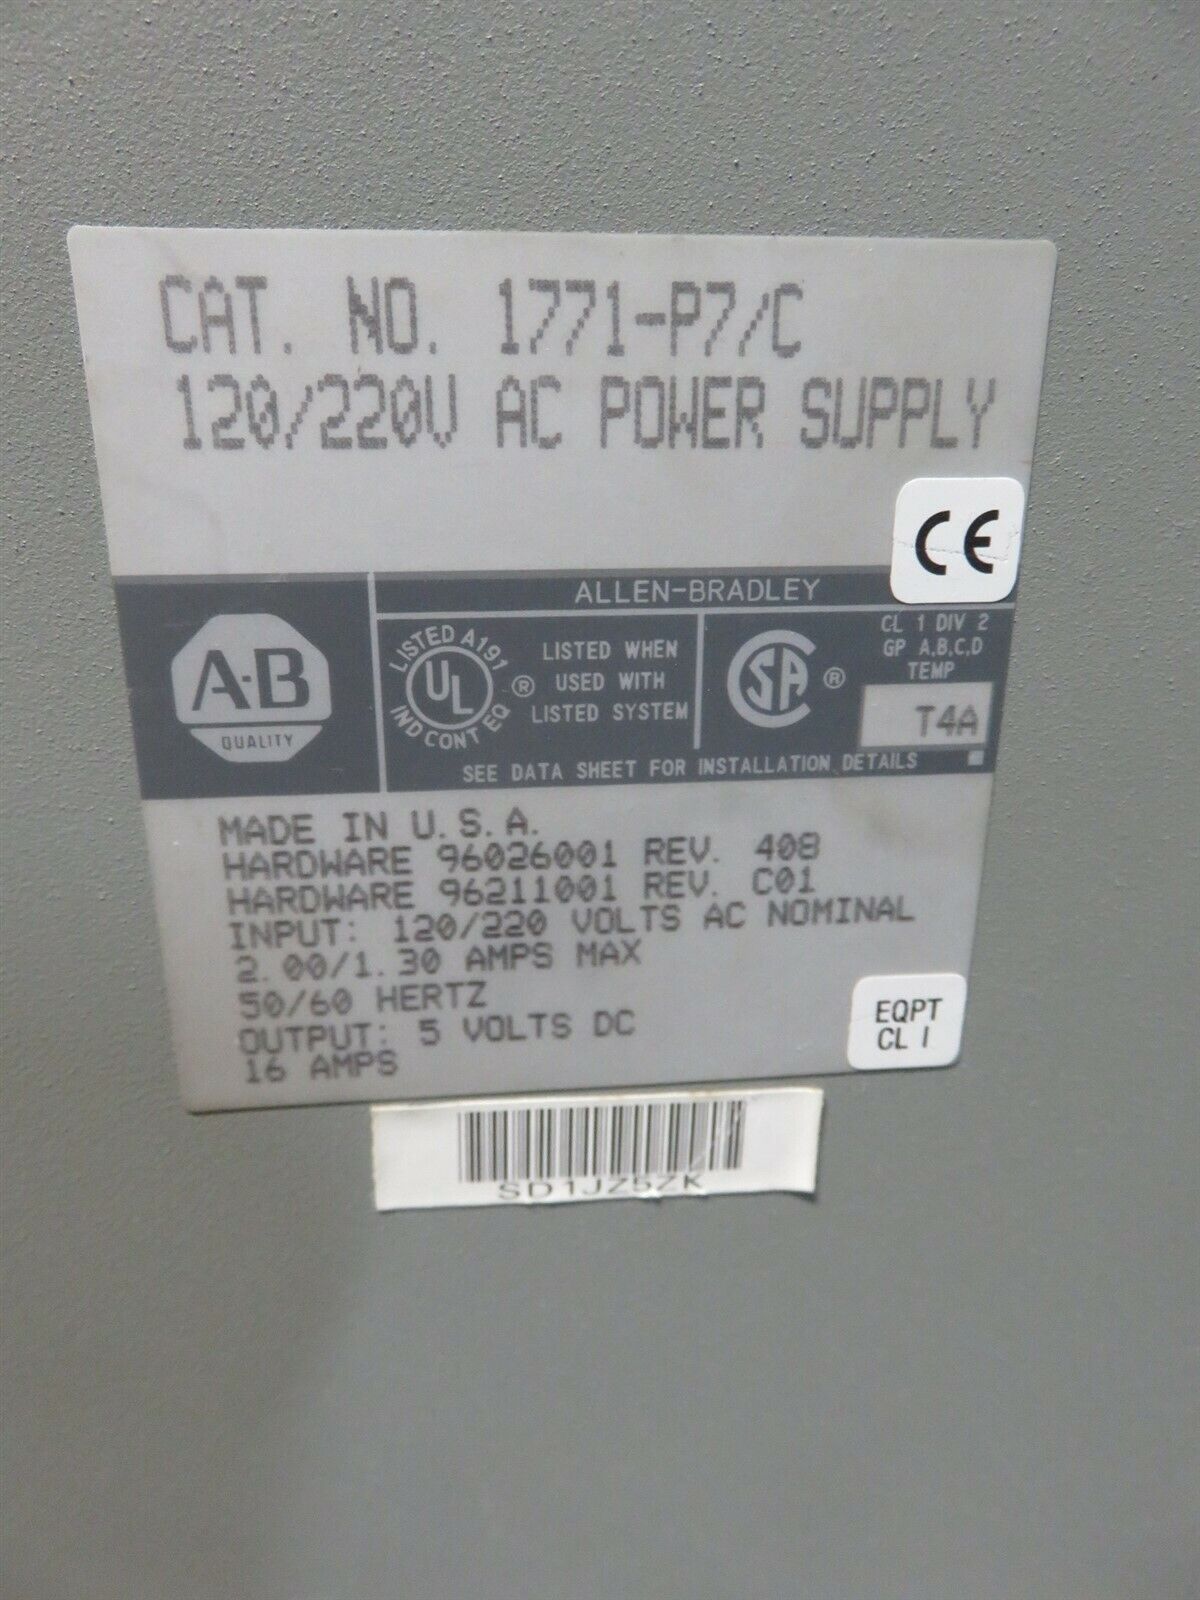 CAT. NO. 1771-P7/C
120/220V AC POWER SUPPLY
CE
ALLEN-BRADLEY
A-B
QUALITY
LISTED A191
UL
®
IND CONT EQ
LISTED WHEN
USED WITH
LISTED SYSTEM
SA
®
CL 1 DIV 2
GP A,B,C,D
TEMP
T4A
SEE DATA SHEET FOR INSTALLATION DETAILS
MADE IN U.S.A.
HARDWARE 96026001 REV. 408
HARDWARE 96211001 REV. C01
INPUT: 120/220 VOLTS AC NOMINAL
2.00/1.30 AMPS MAX
50/60 HERTZ
OUTPUT: 5 VOLTS DC
16 AMPS
EQPT
CL I
SD1JZ5ZK